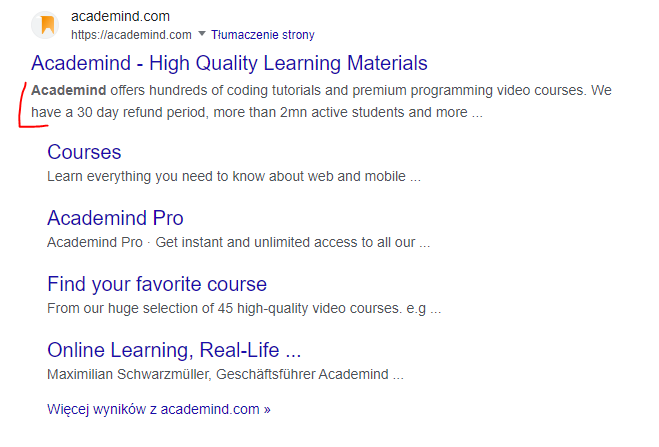 academind.com
https://academind.com Tłumaczenie strony
Academind - High Quality Learning Materials
Academind offers hundreds of coding tutorials and premium programming video courses. We
have a 30 day refund period, more than 2mn active students and more ...
Courses
Learn everything you need to know about web and mobile ...
Academind Pro
Academind Pro · Get instant and unlimited access to all our ...
Find your favorite course
From our huge selection of 45 high-quality video courses. e.g ...
Online Learning, Real-Life ...
Maximilian Schwarzmüller, Geschäftsführer Academind ...
Więcej wyników z academind.com »